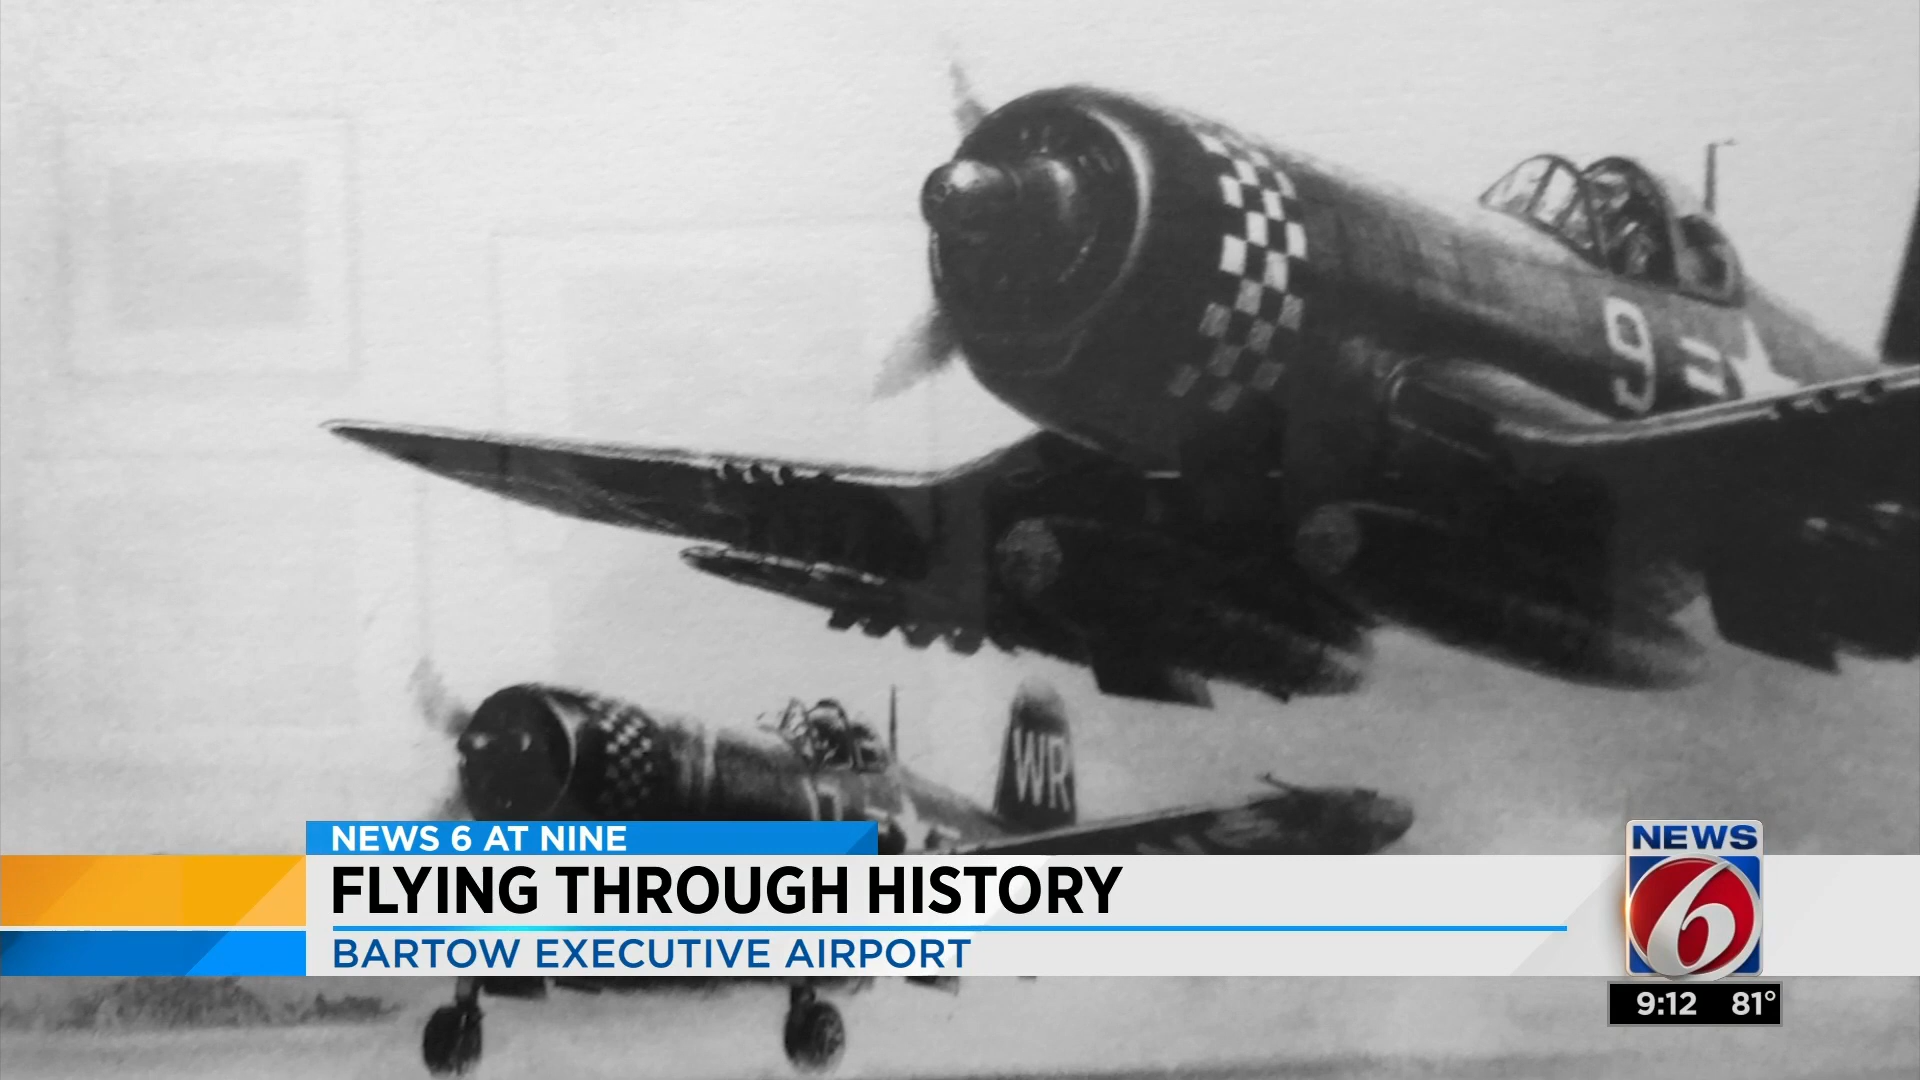 9
WR
NEWS 6 AT NINE
FLYING THROUGH HISTORY
BARTOW EXECUTIVE AIRPORT
NEWS
6
9:12 81°